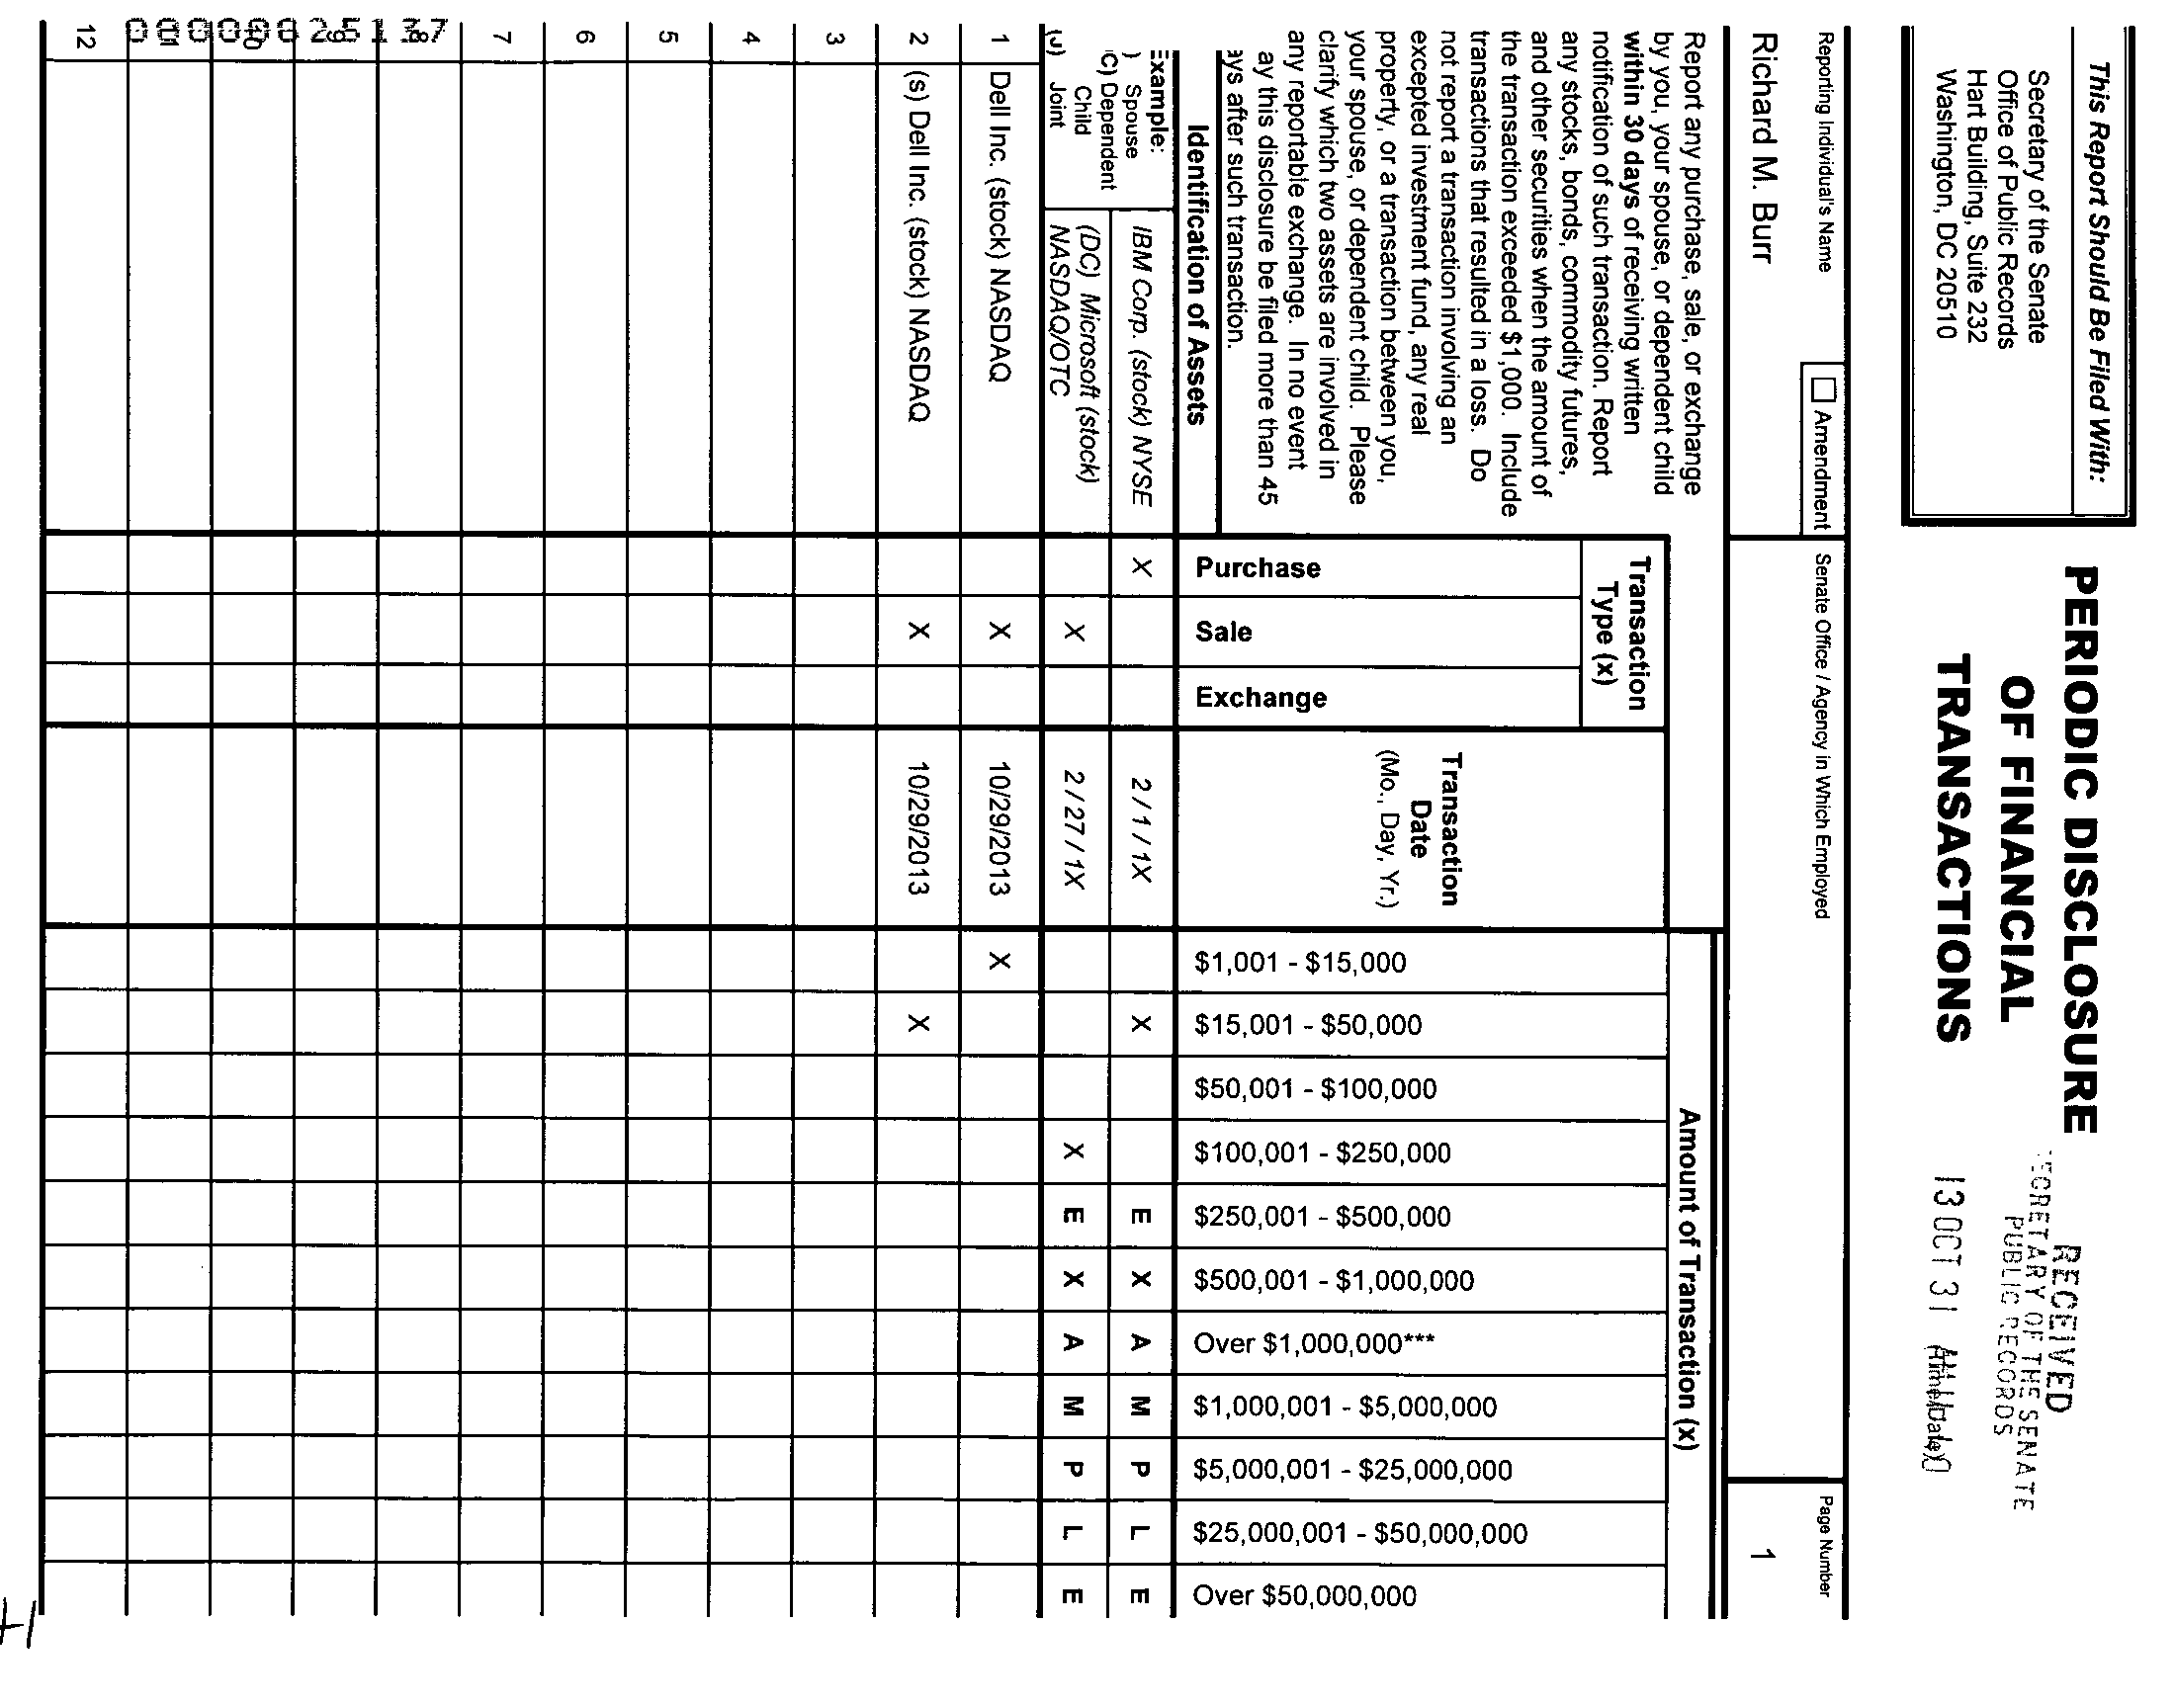 This Report Should Be Filed With:
Secretary of the Senate
Office of Public Records
Hart Building, Suite 232
Washington, DC 20510
PERIODIC DISCLOSURE
OF FINANCIAL
TRANSACTIONS
RECEIVED
SECRETARY OF THE SENATE
PUBLIC RECORDS
13 OCT 31
Reporting Individual's Name
☐ Amendment
Senate Office / Agency in Which Employed
Page Number
Richard M. Burr
1
Report any purchase, sale, or exchange
by you, your spouse, or dependent child
within 30 days of receiving written
notification of such transaction. Report
any stocks, bonds, commodity futures,
and other securities when the amount of
the transaction exceeded $1,000. Include
transactions that resulted in a loss. Do
not report a transaction involving an
excepted investment fund, any real
property, or a transaction between you,
your spouse, or dependent child. Please
clarify which two assets are involved in
any reportable exchange. In no event
ay this disclosure be filed more than 45
ays after such transaction.
Identification of Assets
Transaction
Type (x)
Purchase
Sale
Exchange
Transaction
Date
(Mo., Day, Yr.)
Amount of Transaction (x)
$1,001 - $15,000
$15,001 - $50,000
$50,001 - $100,000
$100,001 - $250,000
$250,001 - $500,000
$500,001 - $1,000,000
Over $1,000,000***
$1,000,001 - $5,000,000
$5,000,001 - $25,000,000
$25,000,001 - $50,000,000
Over $50,000,000
Example:
) Spouse
C) Dependent
Child
(J) Joint
IBM Corp. (stock) NYSE X 2 / 1 / 1X X E X A M P L E
(DC) Microsoft (stock)
NASDAQ/OTC X 2 / 27 / 1X X E X A M P L E
1 Dell Inc. (stock) NASDAQ X 10/29/2013 X
2 (s) Dell Inc. (stock) NASDAQ X 10/29/2013 X
3
4
5
6
7
8
9
10
11
12
00000025137